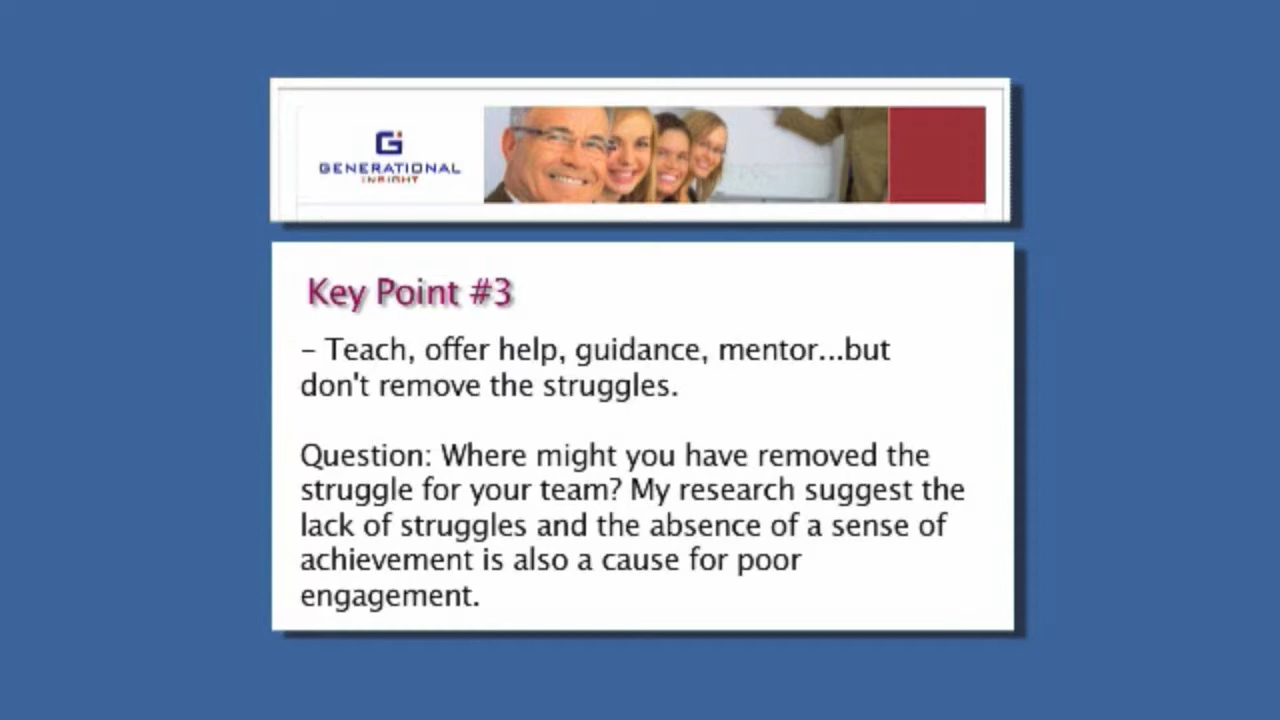 GENERATIONAL
INSIGHT
Key Point #3
– Teach, offer help, guidance, mentor...but
don't remove the struggles.
Question: Where might you have removed the
struggle for your team? My research suggest the
lack of struggles and the absence of a sense of
achievement is also a cause for poor
engagement.